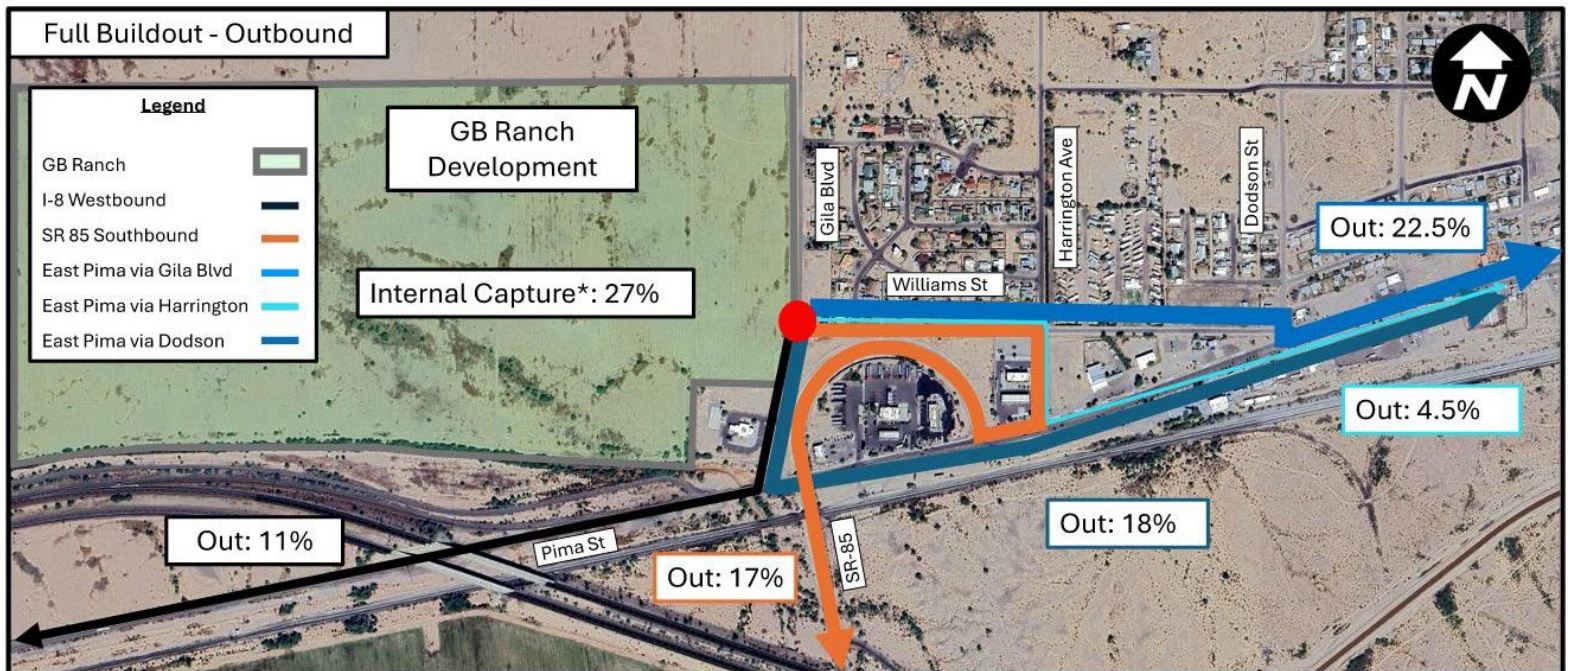 Full Buildout - Outbound
Legend
GB Ranch
I-8 Westbound
SR 85 Southbound
East Pima via Gila Blvd
East Pima via Harrington
East Pima via Dodson
GB Ranch
Development
Internal Capture*: 27%
Gila Blvd
Harrington Ave
Dodson St
Williams St
N
Out: 22.5%
Out: 4.5%
Out: 18%
Out: 11%
Pima St
Out: 17%
SR-85